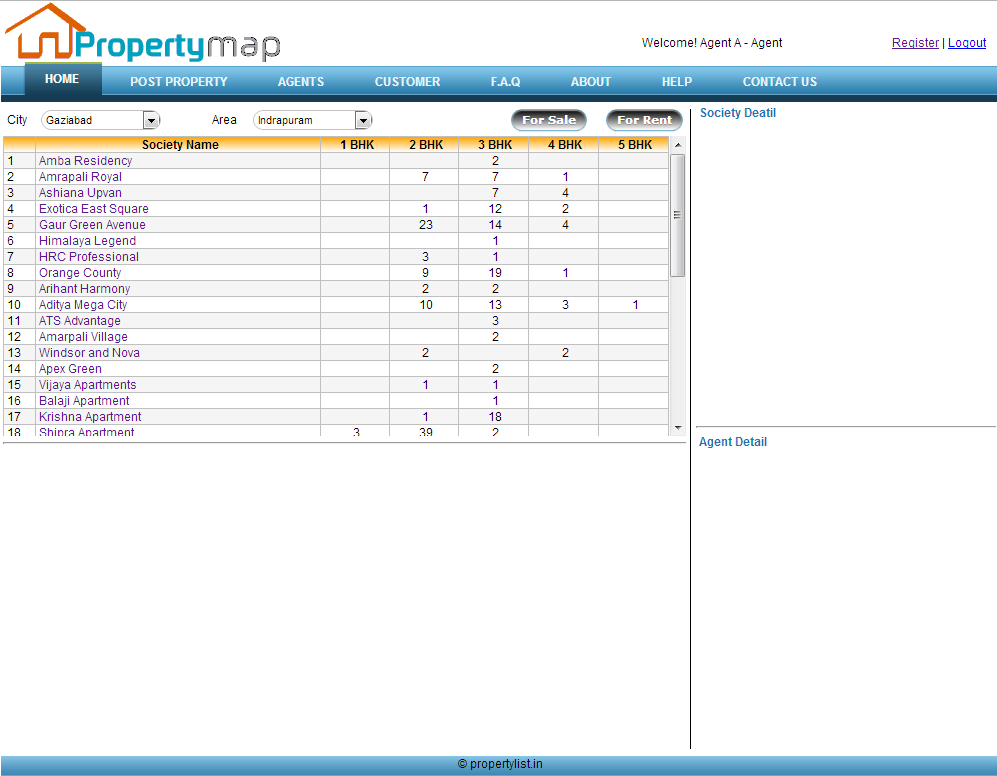 Propertymap
Welcome! Agent A - Agent Register | Logout
HOME POST PROPERTY AGENTS CUSTOMER F.A.Q ABOUT HELP CONTACT US
City Gaziabad Area Indrapuram For Sale For Rent
Society Name 1 BHK 2 BHK 3 BHK 4 BHK 5 BHK
1 Amba Residency 2
2 Amrapali Royal 7 7 1
3 Ashiana Upvan 7 4
4 Exotica East Square 1 12 2
5 Gaur Green Avenue 23 14 4
6 Himalaya Legend 1
7 HRC Professional 3 1
8 Orange County 9 19 1
9 Arihant Harmony 2 2
10 Aditya Mega City 10 13 3 1
11 ATS Advantage 3
12 Amarpali Village 2
13 Windsor and Nova 2 2
14 Apex Green 2
15 Vijaya Apartments 1 1
16 Balaji Apartment 1
17 Krishna Apartment 1 18
18 Shipra Apartment 3 39 2
Society Deatil
Agent Detail
© propertylist.in